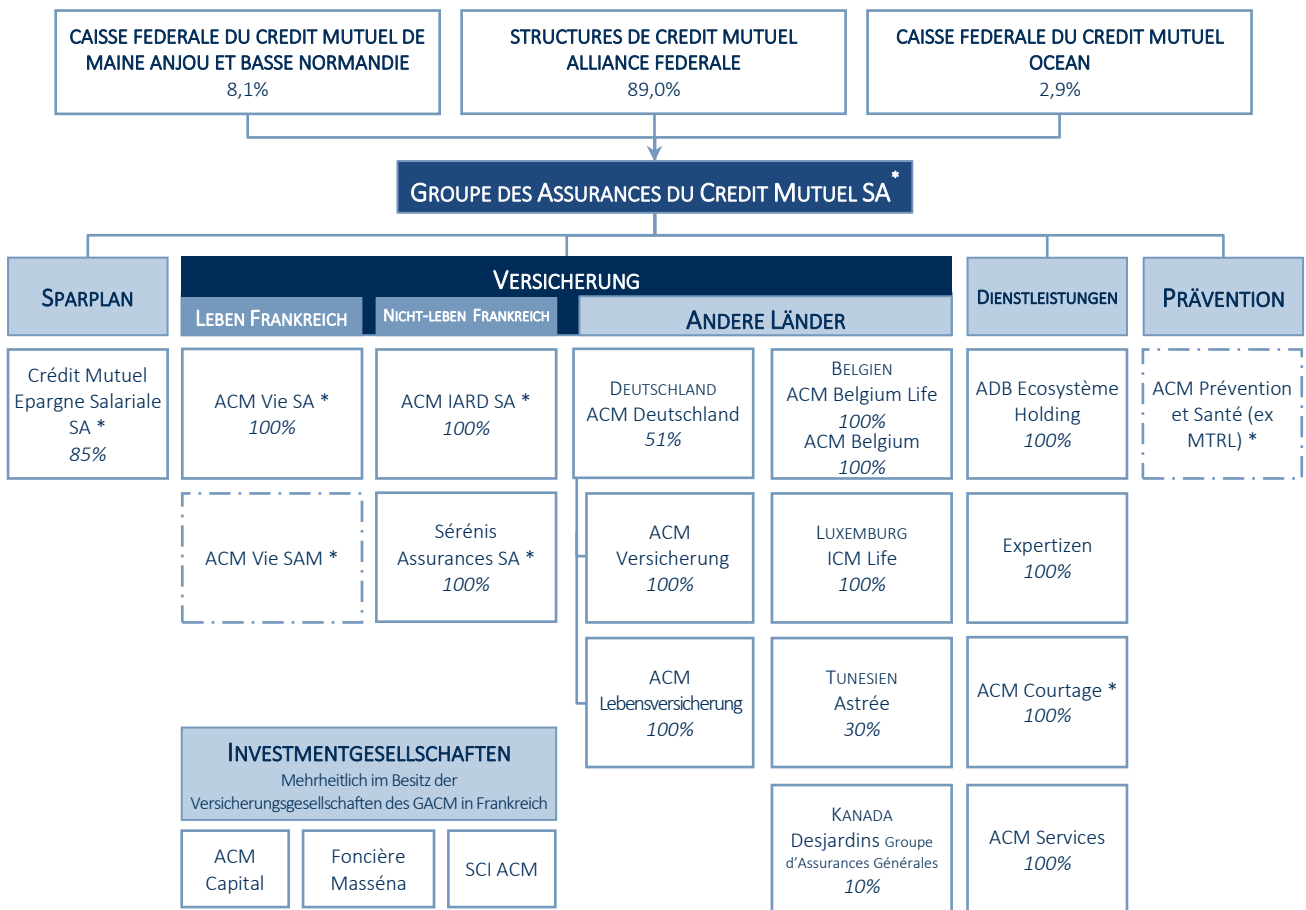 CAISSE FEDERALE DU CREDIT MUTUEL DE
MAINE ANJOU ET BASSE NORMANDIE
8,1%
STRUCTURES DE CREDIT MUTUEL
ALLIANCE FEDERALE
89,0%
CAISSE FEDERALE DU CREDIT MUTUEL
OCEAN
2,9%
GROUPE DES ASSURANCES DU CREDIT MUTUEL SA*
SPARPLAN
VERSICHERUNG
LEBEN FRANKREICH
NICHT-LEBEN FRANKREICH
ANDERE LÄNDER
DIENSTLEISTUNGEN
PRÄVENTION
Crédit Mutuel
Epargne Salariale
SA *
85%
ACM Vie SA *
100%
ACM IARD SA *
100%
DEUTSCHLAND
ACM Deutschland
51%
BELGIEN
ACM Belgium Life
100%
ACM Belgium
100%
ADB Ecosystème
Holding
100%
ACM Prévention
et Santé (ex
MTRL) *
ACM Vie SAM *
Sérénis
Assurances SA *
100%
ACM
Versicherung
100%
LUXEMBURG
ICM Life
100%
Expertizen
100%
ACM
Lebensversicherung
100%
TUNESIEN
Astrée
30%
ACM Courtage *
100%
INVESTMENTGESELLSCHAFTEN
Mehrheitlich im Besitz der
Versicherungsgesellschaften des GACM in Frankreich
ACM
Capital
Foncière
Masséna
SCI ACM
KANADA
Desjardins Groupe
d'Assurances Générales
10%
ACM Services
100%